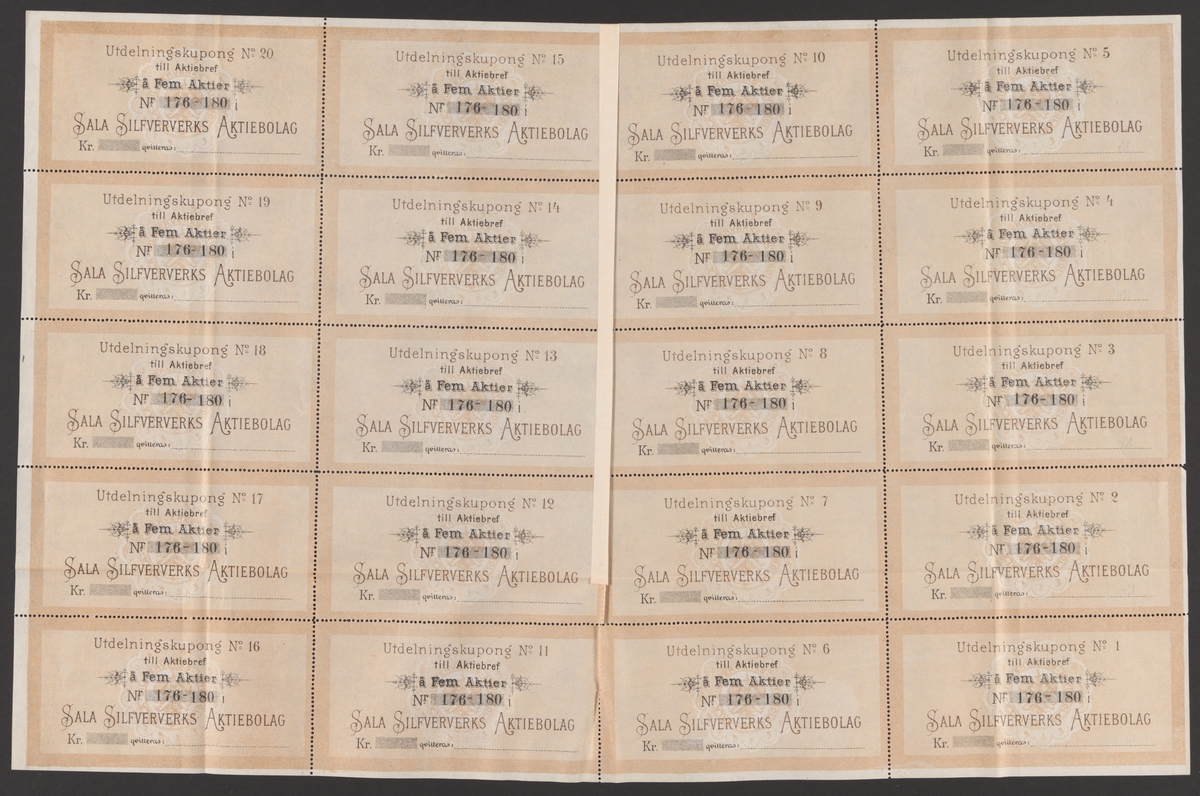 Utdelningskupong No 20
till Aktiebref
à Fem Aktier
Nr 176-180 i
SALA SILFVERVERKS AKTIEBOLAG
Kr. qvitteras:
Utdelningskupong No 15
till Aktiebref
à Fem Aktier
Nr 176-180 i
SALA SILFVERVERKS AKTIEBOLAG
Kr. qvitteras:
Utdelningskupong No 10
till Aktiebref
à Fem Aktier
Nr 176-180 i
SALA SILFVERVERKS AKTIEBOLAG
Kr. qvitteras:
Utdelningskupong No 5
till Aktiebref
à Fem Aktier
Nr 176-180 i
SALA SILFVERVERKS AKTIEBOLAG
Kr. qvitteras:
Utdelningskupong No 19
till Aktiebref
à Fem Aktier
Nr 176-180 i
SALA SILFVERVERKS AKTIEBOLAG
Kr. qvitteras:
Utdelningskupong No 14
till Aktiebref
à Fem Aktier
Nr 176-180 i
SALA SILFVERVERKS AKTIEBOLAG
Kr. qvitteras:
Utdelningskupong No 9
till Aktiebref
à Fem Aktier
Nr 176-180 i
SALA SILFVERVERKS AKTIEBOLAG
Kr. qvitteras:
Utdelningskupong No 4
till Aktiebref
à Fem Aktier
Nr 176-180 i
SALA SILFVERVERKS AKTIEBOLAG
Kr. qvitteras:
Utdelningskupong No 18
till Aktiebref
à Fem Aktier
Nr 176-180 i
SALA SILFVERVERKS AKTIEBOLAG
Kr. qvitteras:
Utdelningskupong No 13
till Aktiebref
à Fem Aktier
Nr 176-180 i
SALA SILFVERVERKS AKTIEBOLAG
Kr. qvitteras:
Utdelningskupong No 8
till Aktiebref
à Fem Aktier
Nr 176-180 i
SALA SILFVERVERKS AKTIEBOLAG
Kr. qvitteras:
Utdelningskupong No 3
till Aktiebref
à Fem Aktier
Nr 176-180 i
SALA SILFVERVERKS AKTIEBOLAG
Kr. qvitteras:
Utdelningskupong No 17
till Aktiebref
à Fem Aktier
Nr 176-180 i
SALA SILFVERVERKS AKTIEBOLAG
Kr. qvitteras:
Utdelningskupong No 12
till Aktiebref
à Fem Aktier
Nr 176-180 i
SALA SILFVERVERKS AKTIEBOLAG
Kr. qvitteras:
Utdelningskupong No 7
till Aktiebref
à Fem Aktier
Nr 176-180 i
SALA SILFVERVERKS AKTIEBOLAG
Kr. qvitteras:
Utdelningskupong No 2
till Aktiebref
à Fem Aktier
Nr 176-180 i
SALA SILFVERVERKS AKTIEBOLAG
Kr. qvitteras:
Utdelningskupong No 16
till Aktiebref
à Fem Aktier
Nr 176-180 i
SALA SILFVERVERKS AKTIEBOLAG
Kr. qvitteras:
Utdelningskupong No 11
till Aktiebref
à Fem Aktier
Nr 176-180 i
SALA SILFVERVERKS AKTIEBOLAG
Kr. qvitteras:
Utdelningskupong No 6
till Aktiebref
à Fem Aktier
Nr 176-180 i
SALA SILFVERVERKS AKTIEBOLAG
Kr. qvitteras:
Utdelningskupong No 1
till Aktiebref
à Fem Aktier
Nr 176-180 i
SALA SILFVERVERKS AKTIEBOLAG
Kr. qvitteras: